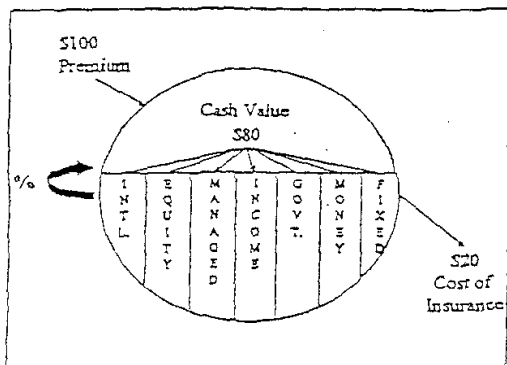 $100
Premium
Cash Value
$80
%
INTL
EQUITY
MANAGED
INCOME
GOVT.
MONEY
FIXED
$20
Cost of
Insurance